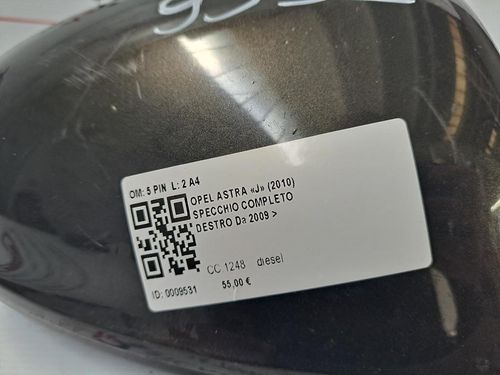 OM: 5 PIN L: 2 A4
OPEL ASTRA «J» (2010)
SPECCHIO COMPLETO
DESTRO Da 2009 >
CC 1248 diesel
ID: 0009531
55,00 €